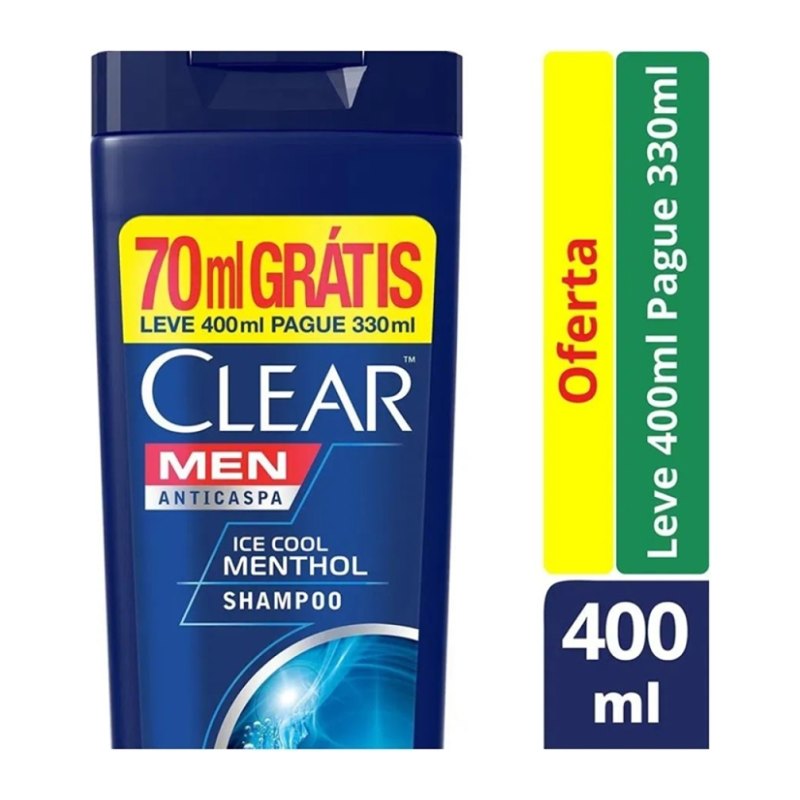 70ml GRÁTIS
LEVE 400ml PAGUE 330ml
CLEAR™
MEN
ANTICASPA
ICE COOL
MENTHOL
SHAMPOO
Oferta
Leve 400ml Pague 330ml
400
ml